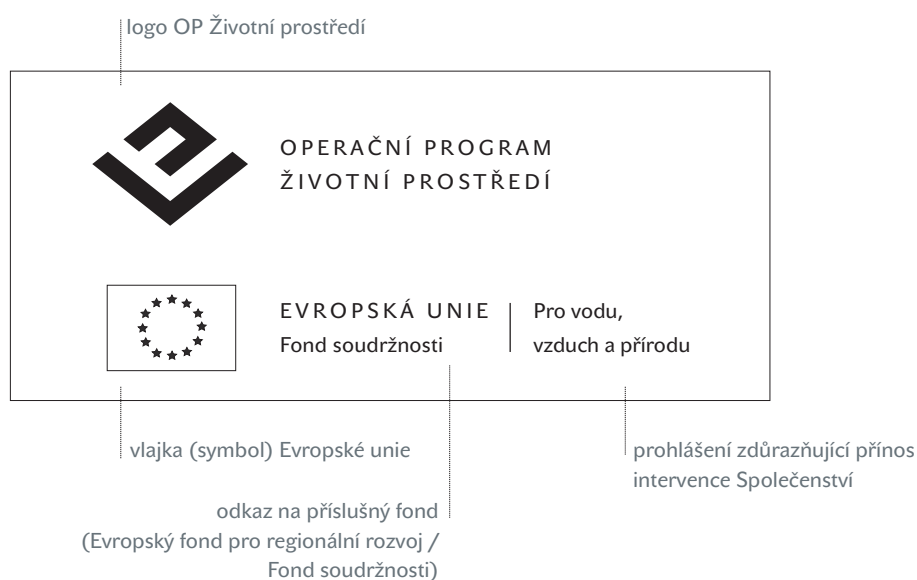 logo OP Životní prostředí
OPERAČNÍ PROGRAM
ŽIVOTNÍ PROSTŘEDÍ
EVROPSKÁ UNIE
Fond soudržnosti
Pro vodu,
vzduch a přírodu
vlajka (symbol) Evropské unie
prohlášení zdůrazňující přínos
intervence Společenství
odkaz na příslušný fond
(Evropský fond pro regionální rozvoj /
Fond soudržnosti)